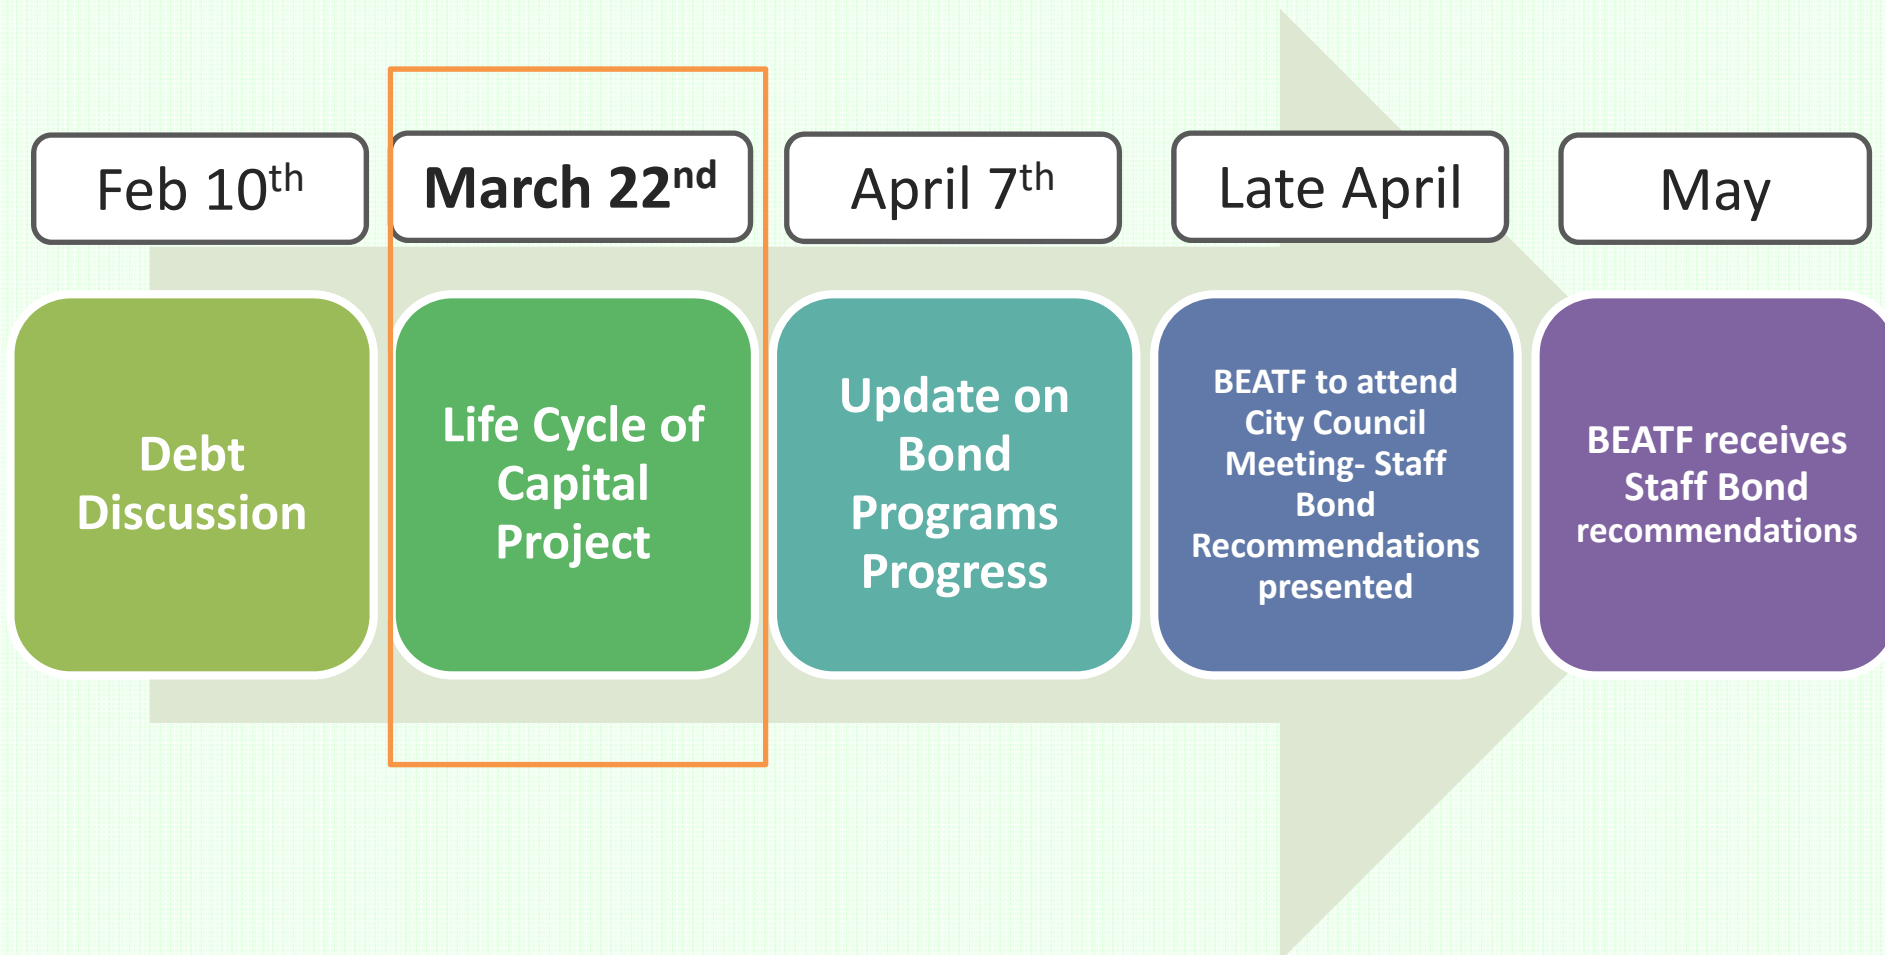 Feb 10th
March 22nd
April 7th
Late April
May
Debt
Discussion
Life Cycle of
Capital
Project
Update on
Bond
Programs
Progress
BEATF to attend
City Council
Meeting- Staff
Bond
Recommendations
presented
BEATF receives
Staff Bond
recommendations